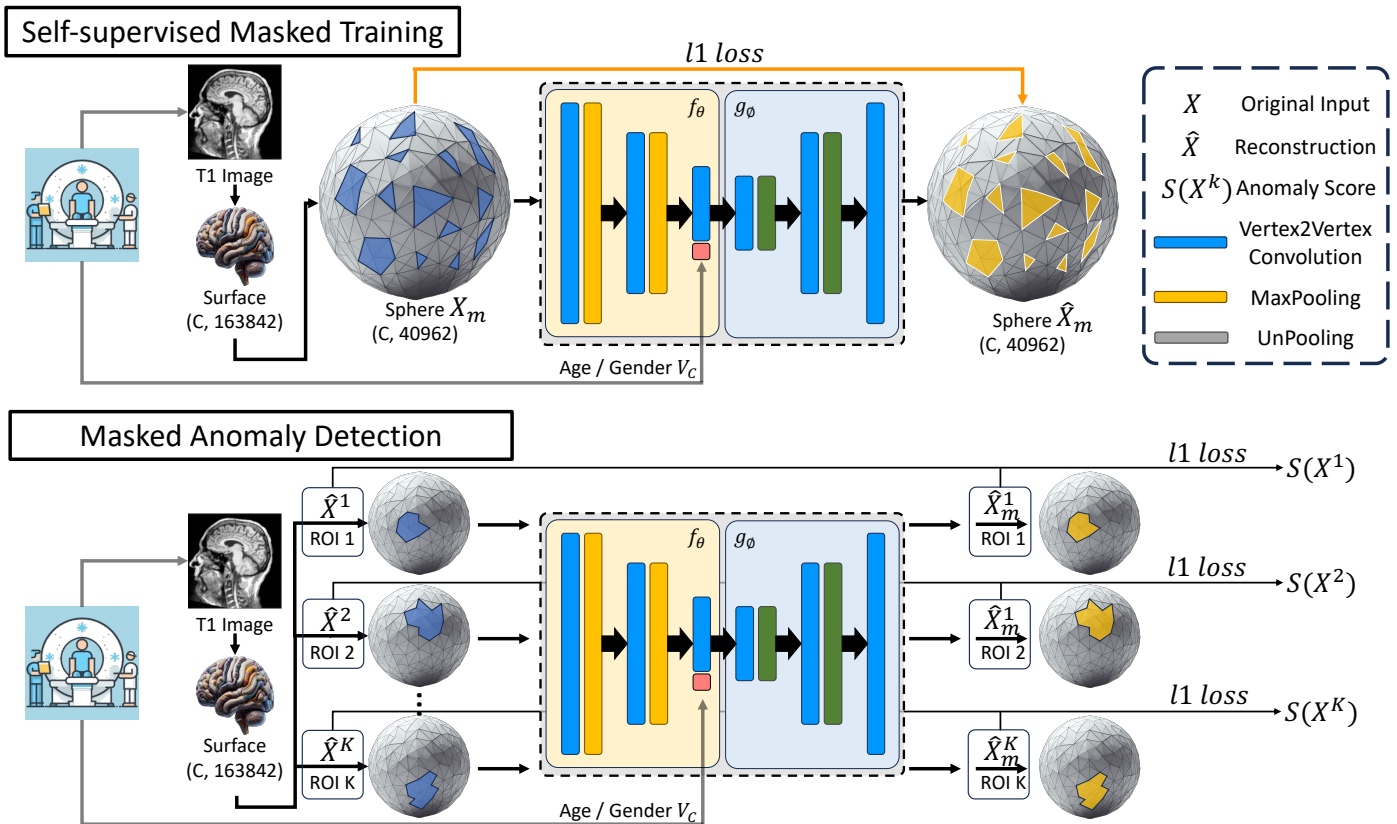 Self-supervised Masked Training
T1 Image
Surface
(C, 163842)
l1 loss
Sphere X_m
(C, 40962)
f_θ
g_ø
Age / Gender V_C
Sphere X̂_m
(C, 40962)
X Original Input
X̂ Reconstruction
S(X^k) Anomaly Score
Vertex2Vertex
Convolution
MaxPooling
UnPooling
Masked Anomaly Detection
T1 Image
Surface
(C, 163842)
X̂^1
ROI 1
X̂^2
ROI 2
X̂^K
ROI K
f_θ
g_ø
Age / Gender V_C
X̂_m^1
ROI 1
l1 loss
S(X^1)
X̂_m^1
ROI 2
l1 loss
S(X^2)
X̂_m^K
ROI K
l1 loss
S(X^K)